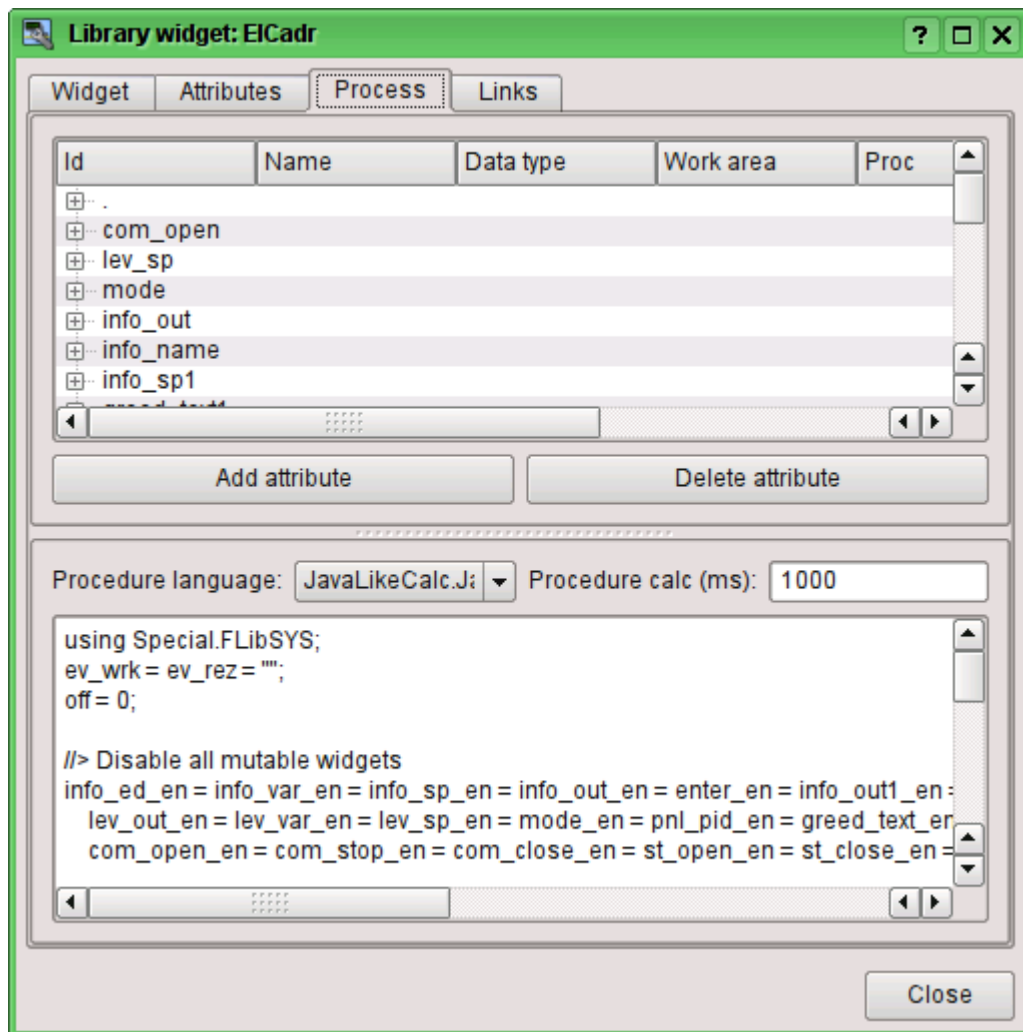 Library widget: ElCadr
?
Widget Attributes Process Links
Id Name Data type Work area Proc
.
com_open
lev_sp
mode
info_out
info_name
info_sp1
Add attribute Delete attribute
Procedure language: JavaLikeCalc.Ja Procedure calc (ms): 1000
using Special.FLibSYS;
ev_wrk = ev_rez = "";
off = 0;
//> Disable all mutable widgets
info_ed_en = info_var_en = info_sp_en = info_out_en = enter_en = info_out1_en =
lev_out_en = lev_var_en = lev_sp_en = mode_en = pnl_pid_en = greed_text_en
com_open_en = com_stop_en = com_close_en = st_open_en = st_close_en =
Close